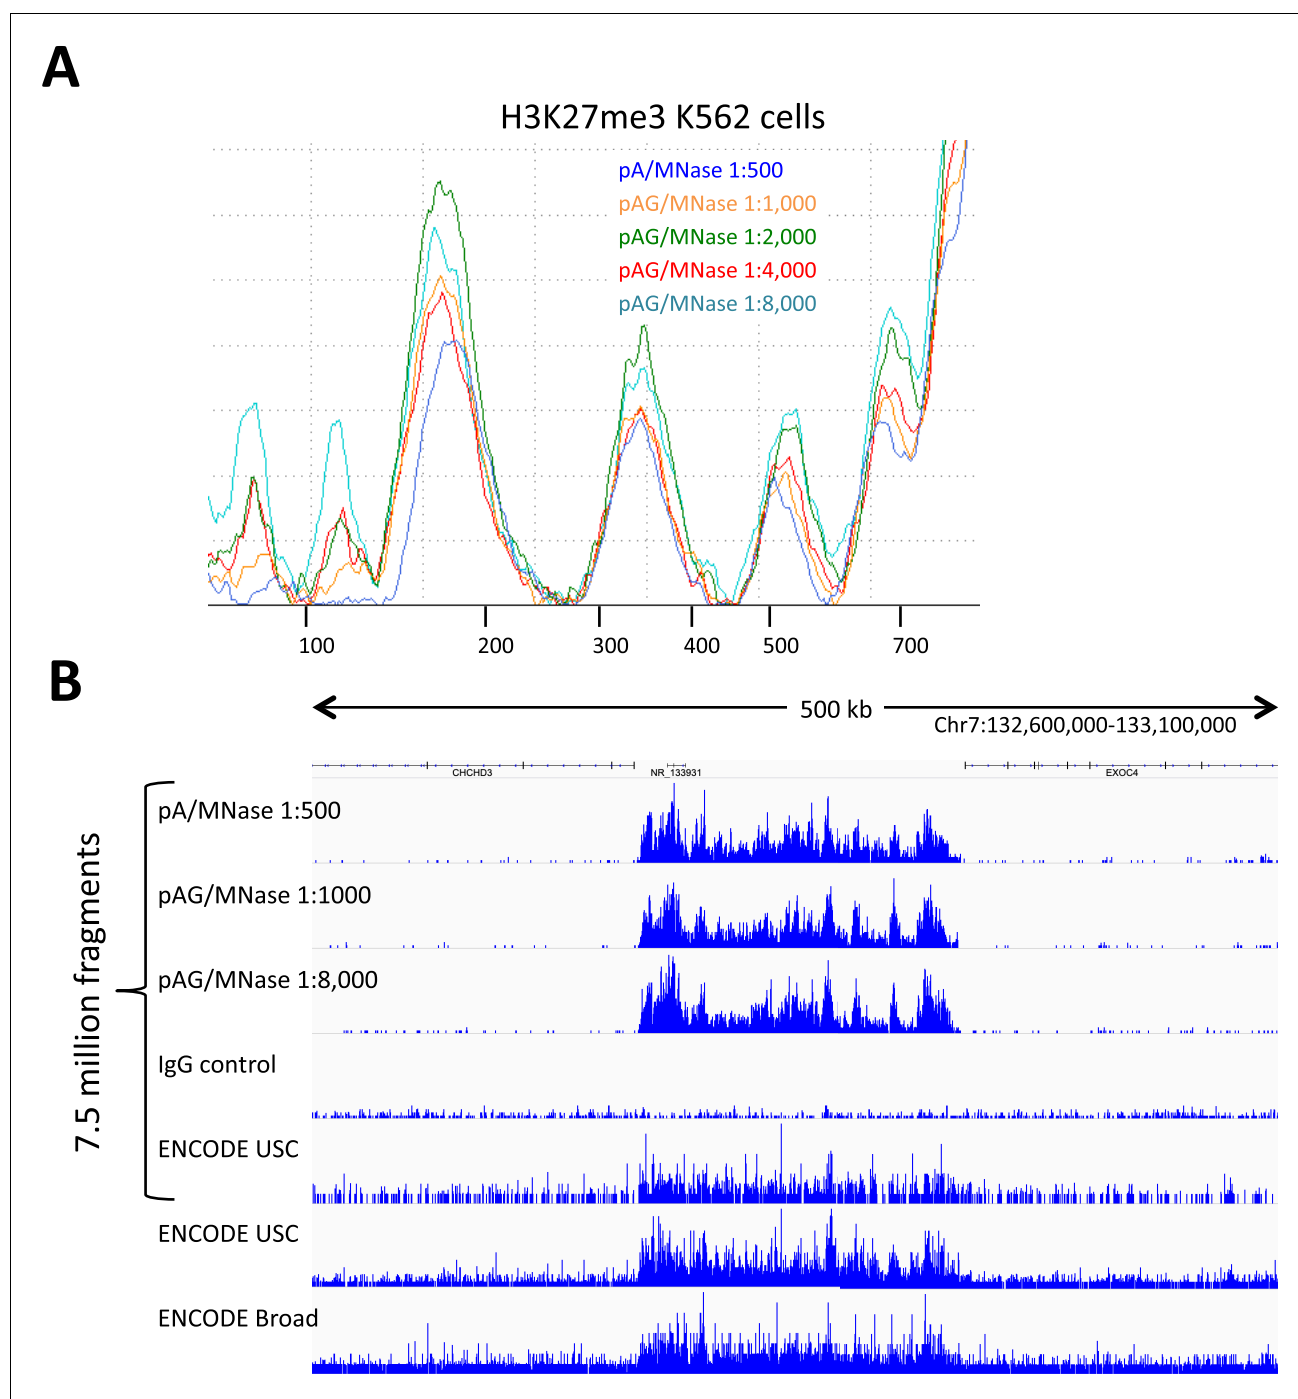 A
H3K27me3 K562 cells
pA/MNase 1:500
pAG/MNase 1:1,000
pAG/MNase 1:2,000
pAG/MNase 1:4,000
pAG/MNase 1:8,000
100 200 300 400 500 700
B
500 kb
Chr7:132,600,000-133,100,000
CHCHD3 NR_133931 EXOC4
7.5 million fragments
pA/MNase 1:500
pAG/MNase 1:1000
pAG/MNase 1:8,000
IgG control
ENCODE USC
ENCODE USC
ENCODE Broad